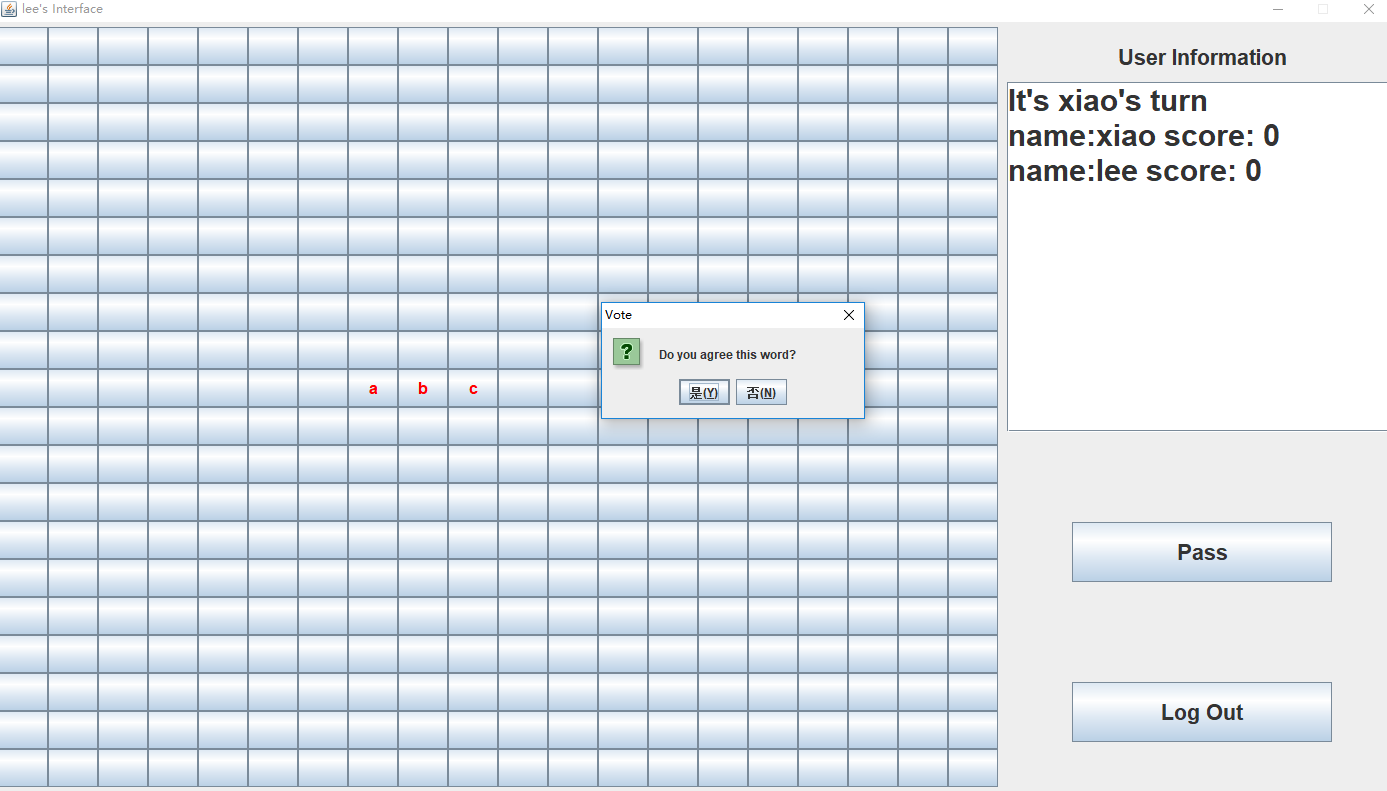 lee's Interface
User Information
It's xiao's turn
name:xiao score: 0
name:lee score: 0
Vote
Do you agree this word?
是(Y) 否(N)
a b c
Pass
Log Out